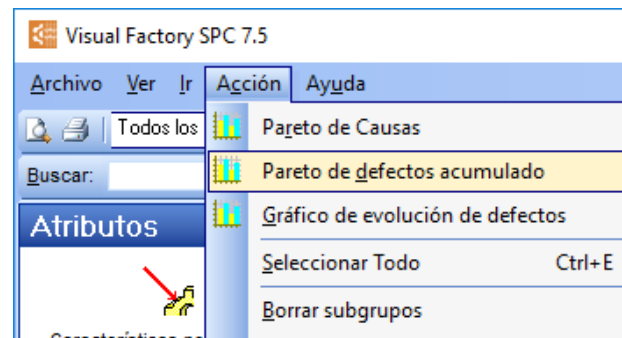 Visual Factory SPC 7.5
Archivo Ver Ir Acción Ayuda
Todos los
Pareto de Causas
Buscar:
Pareto de defectos acumulado
Atributos
Gráfico de evolución de defectos
Seleccionar Todo Ctrl+E
Borrar subgrupos